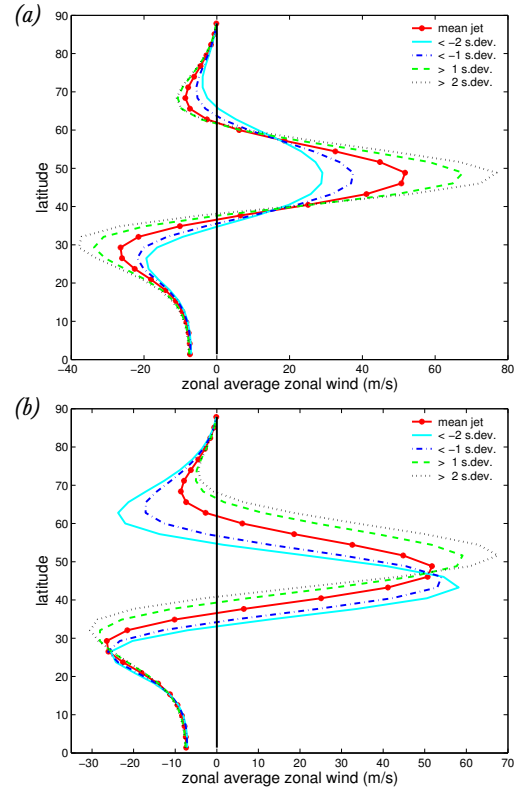 (a)
90
80
70
60
50
40
30
20
10
0
latitude
mean jet
< −2 s.dev.
< −1 s.dev.
> 1 s.dev.
> 2 s.dev.
−40 −20 0 20 40 60 80
zonal average zonal wind (m/s)
(b)
90
80
70
60
50
40
30
20
10
0
latitude
mean jet
< −2 s.dev.
< −1 s.dev.
> 1 s.dev.
> 2 s.dev.
−30 −20 −10 0 10 20 30 40 50 60 70
zonal average zonal wind (m/s)